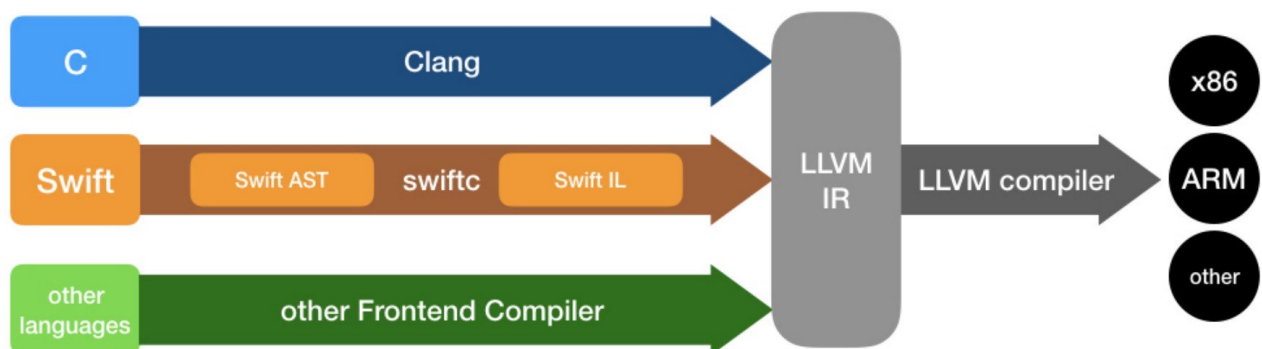 C
Clang
Swift
Swift AST
swiftc
Swift IL
other
languages
other Frontend Compiler
LLVM
IR
LLVM compiler
x86
ARM
other